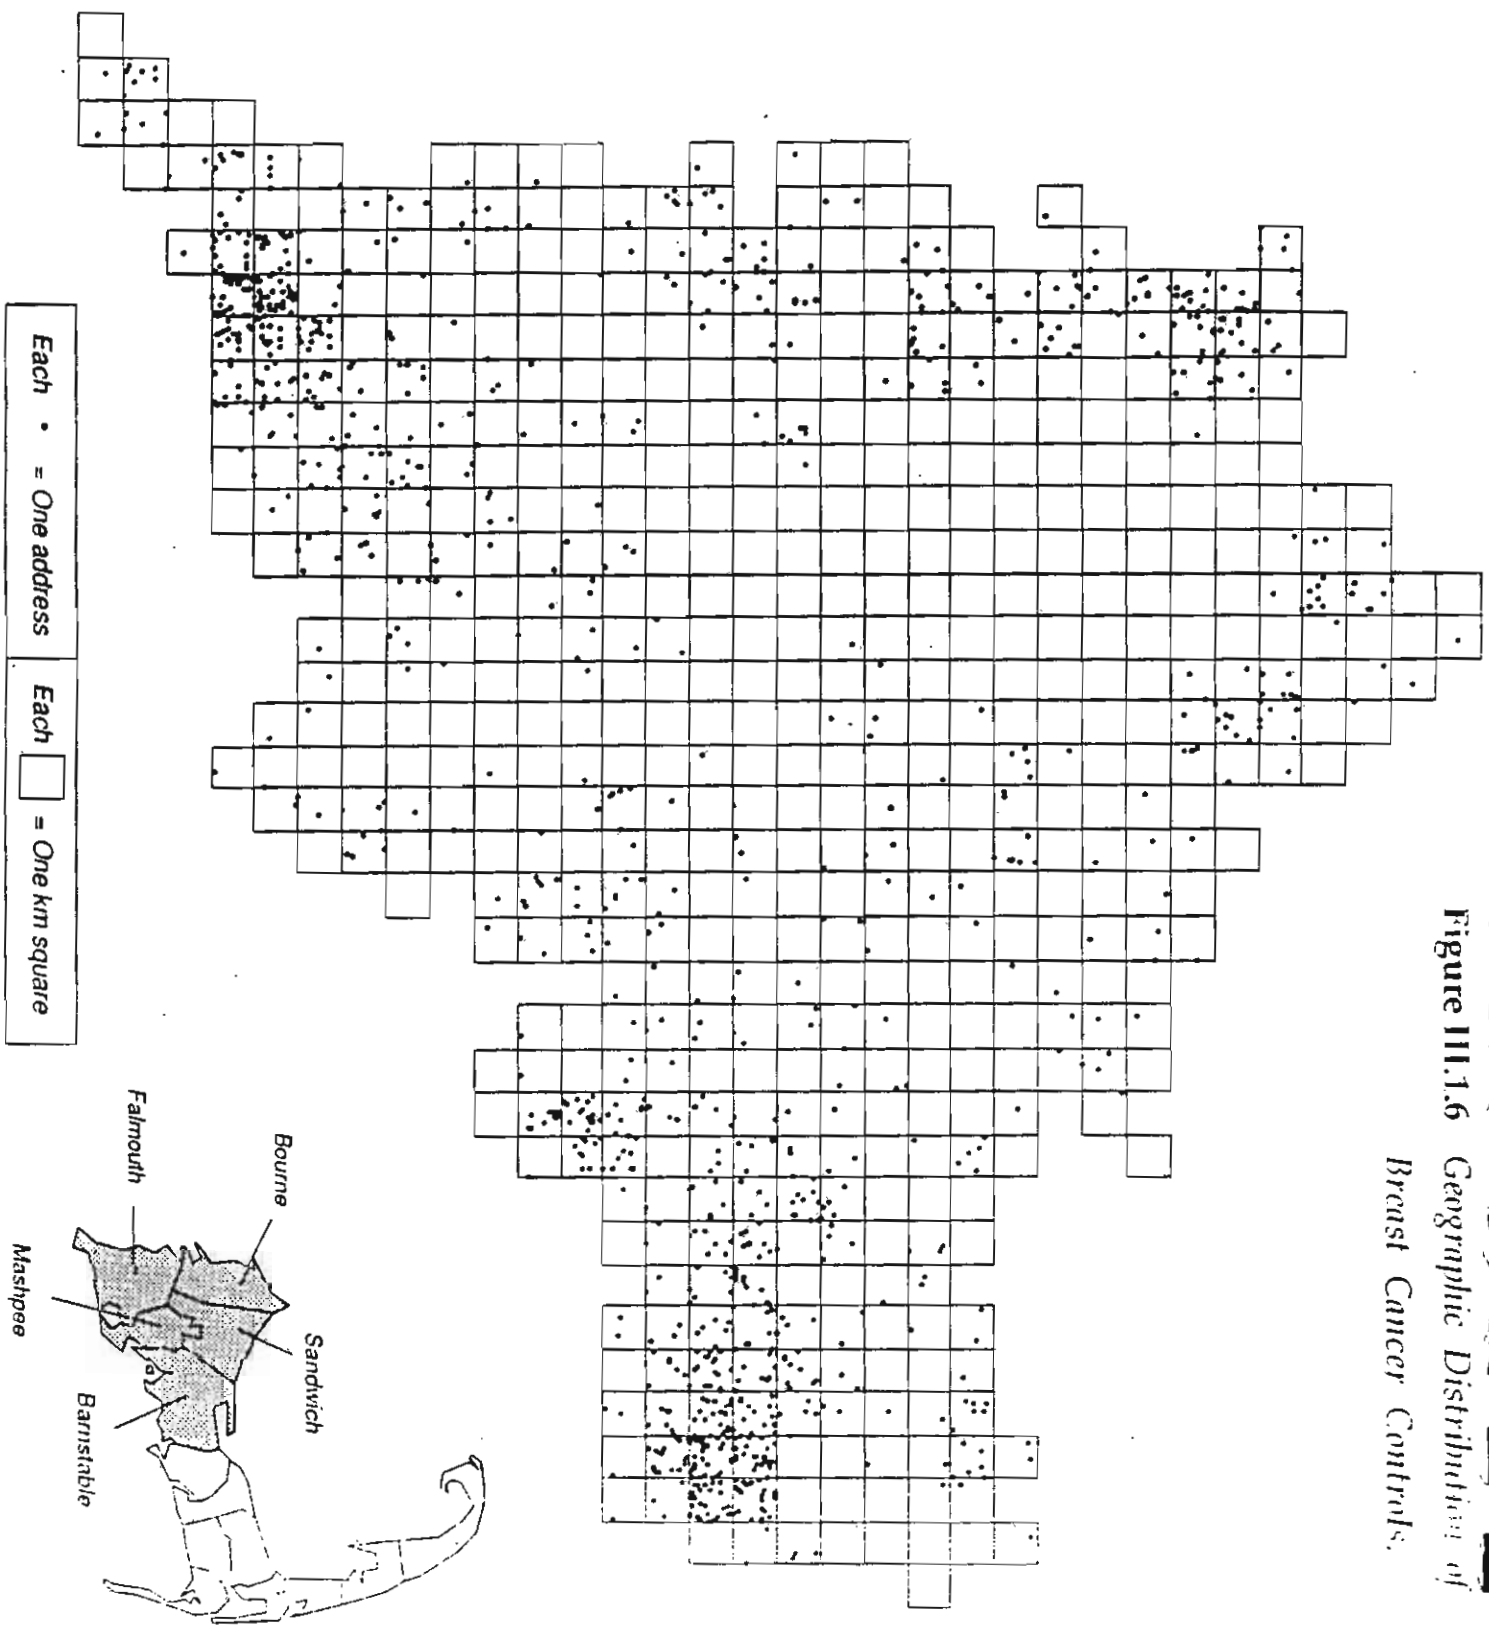 Figure III.1.6 Geographic Distribution of
Breast Cancer Controls.
Bourne
Sandwich
Falmouth
Mashpee
Barnstable
Each • = One address
Each □ = One km square